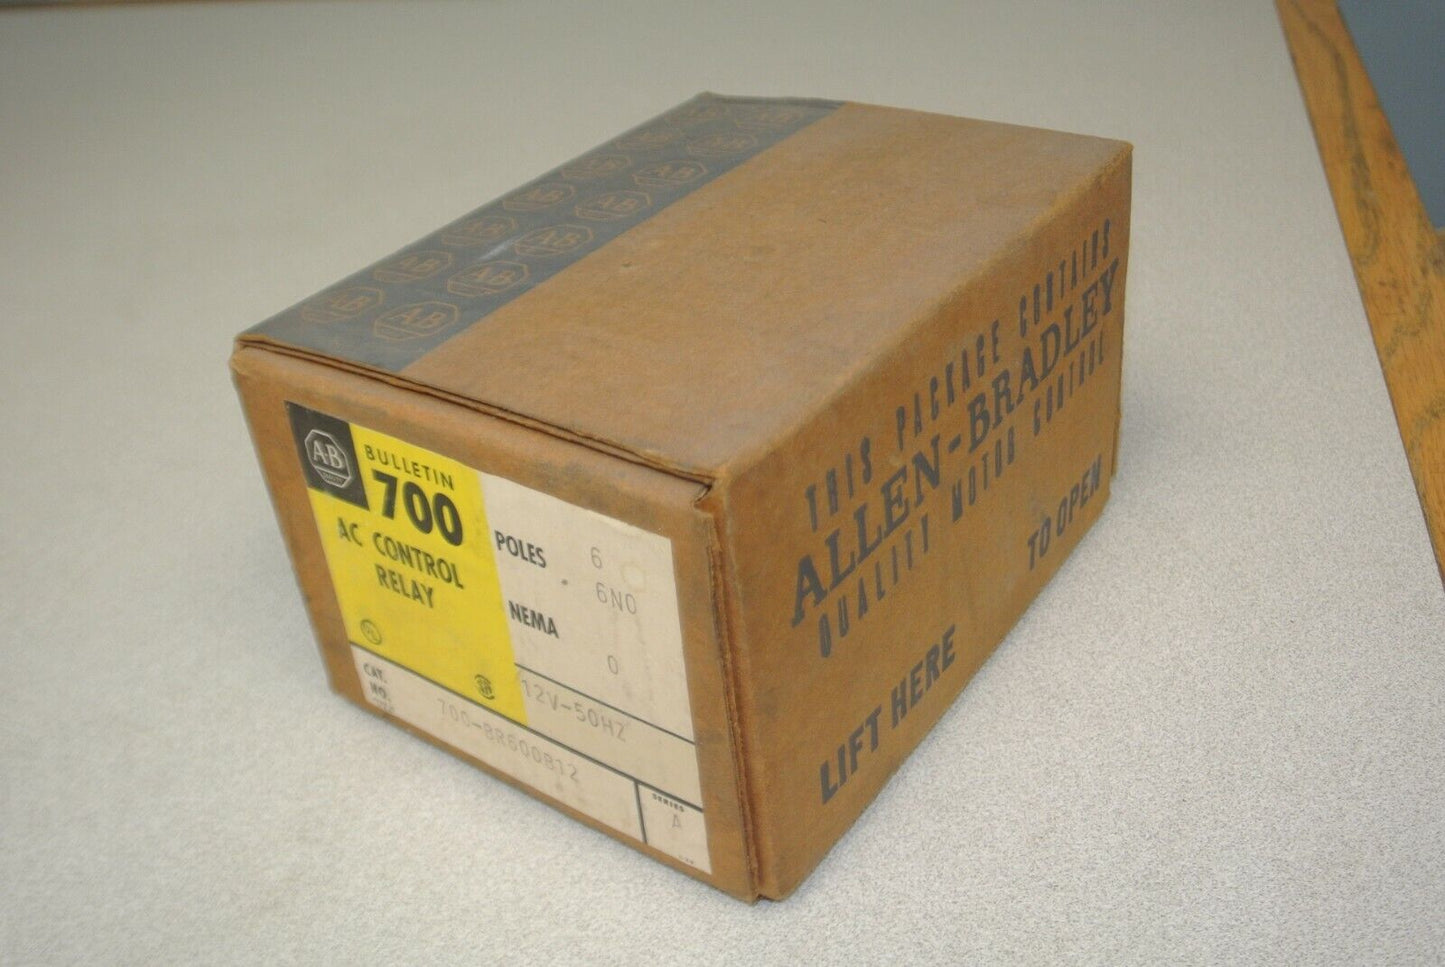 A-B
A-B
A-B
A-B
A-B
A-B
A-B
A-B
A-B
BULLETIN
700
AC CONTROL
RELAY
POLES 6
6NO
NEMA
0
12V-50HZ
CAT.
NO.
700-BR600B12
SERIES
A
THIS PACKAGE CONTAINS
ALLEN-BRADLEY
QUALITY MOTOR CONTROL
LIFT HERE TO OPEN